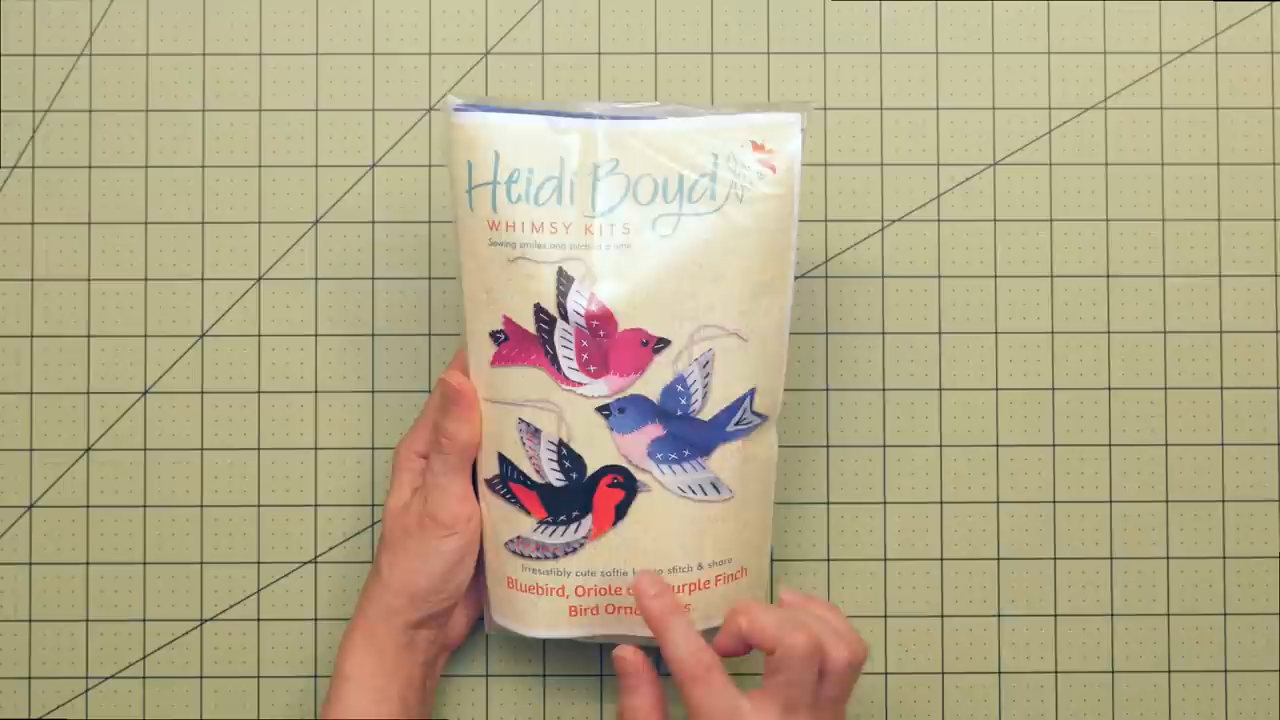 Heidi Boyd
WHIMSY KITS
Sewing smiles one stitch at a time
Irresistibly cute softie to stitch & share
Bluebird, Oriole Purple Finch
Bird